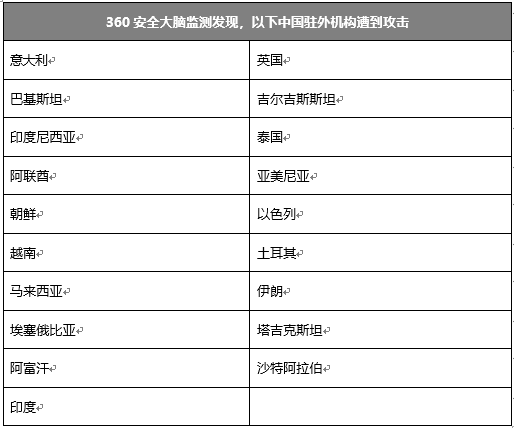 360 安全大脑监测发现，以下中国驻外机构遭到攻击
意大利 英国
巴基斯坦 吉尔吉斯斯坦
印度尼西亚 泰国
阿联酋 亚美尼亚
朝鲜 以色列
越南 土耳其
马来西亚 伊朗
埃塞俄比亚 塔吉克斯坦
阿富汗 沙特阿拉伯
印度